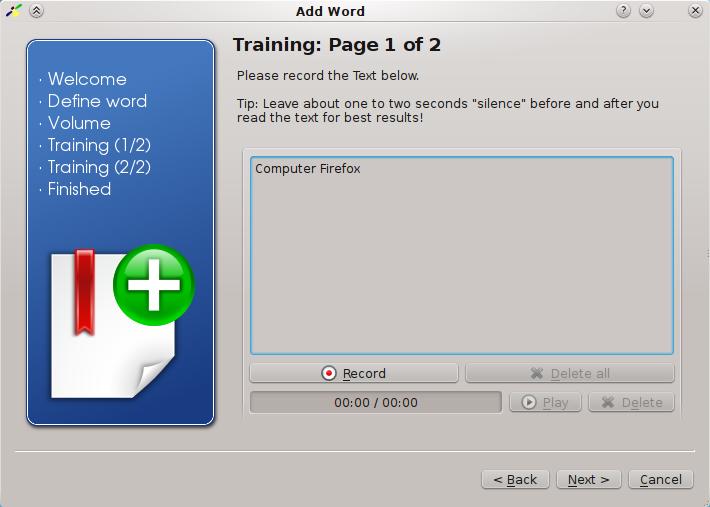 Add Word
Training: Page 1 of 2
· Welcome
· Define word
· Volume
· Training (1/2)
· Training (2/2)
· Finished
Please record the Text below.
Tip: Leave about one to two seconds "silence" before and after you
read the text for best results!
Computer Firefox
Record
Delete all
00:00 / 00:00
Play
Delete
< Back
Next >
Cancel